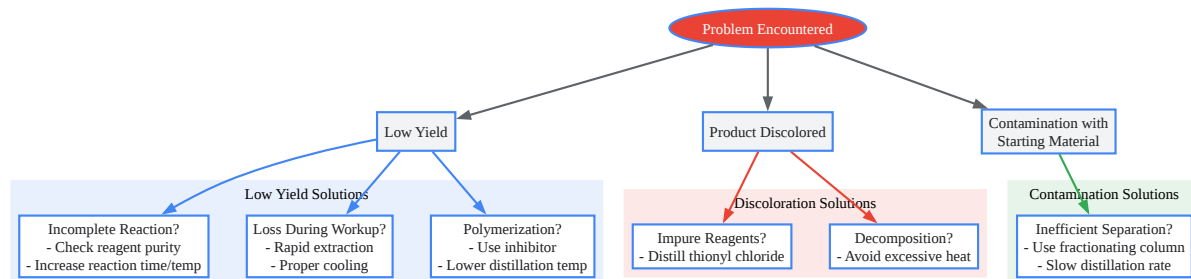 Problem Encountered
Low Yield
Product Discolored
Contamination with
Starting Material
Low Yield Solutions
Incomplete Reaction?
- Check reagent purity
- Increase reaction time/temp
Loss During Workup?
- Rapid extraction
- Proper cooling
Polymerization?
- Use inhibitor
- Lower distillation temp
Discoloration Solutions
Impure Reagents?
- Distill thionyl chloride
Decomposition?
- Avoid excessive heat
Contamination Solutions
Inefficient Separation?
- Use fractionating column
- Slow distillation rate